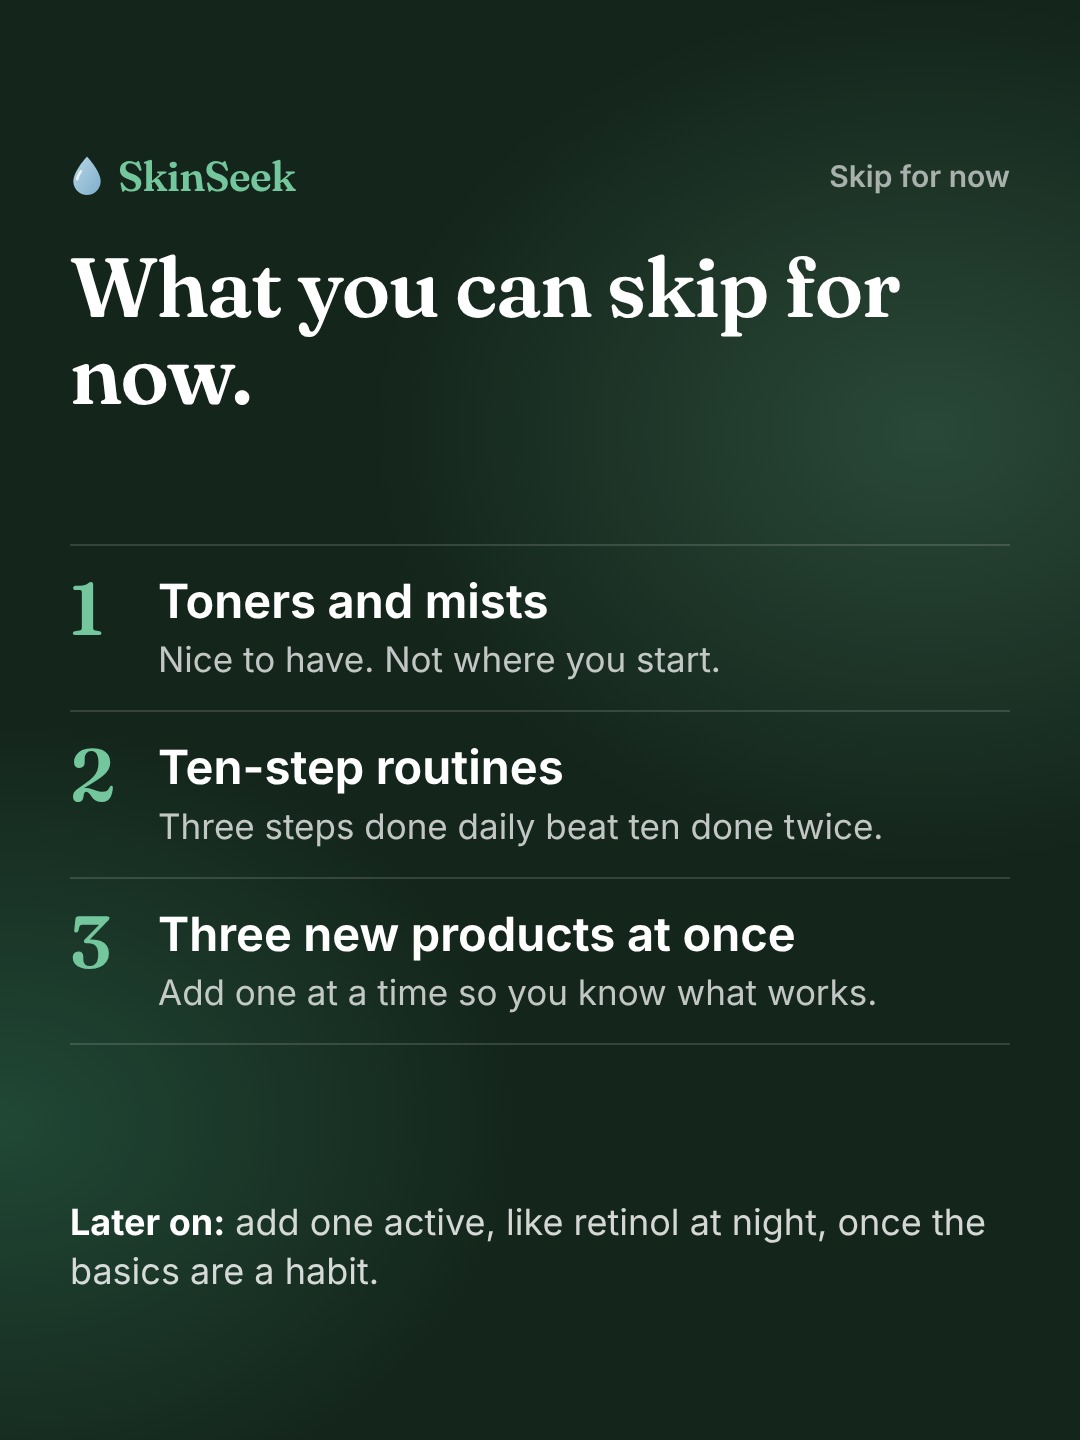 SkinSeek
Skip for now
What you can skip for
now.
1
Toners and mists
Nice to have. Not where you start.
2
Ten-step routines
Three steps done daily beat ten done twice.
3
Three new products at once
Add one at a time so you know what works.
Later on: add one active, like retinol at night, once the
basics are a habit.